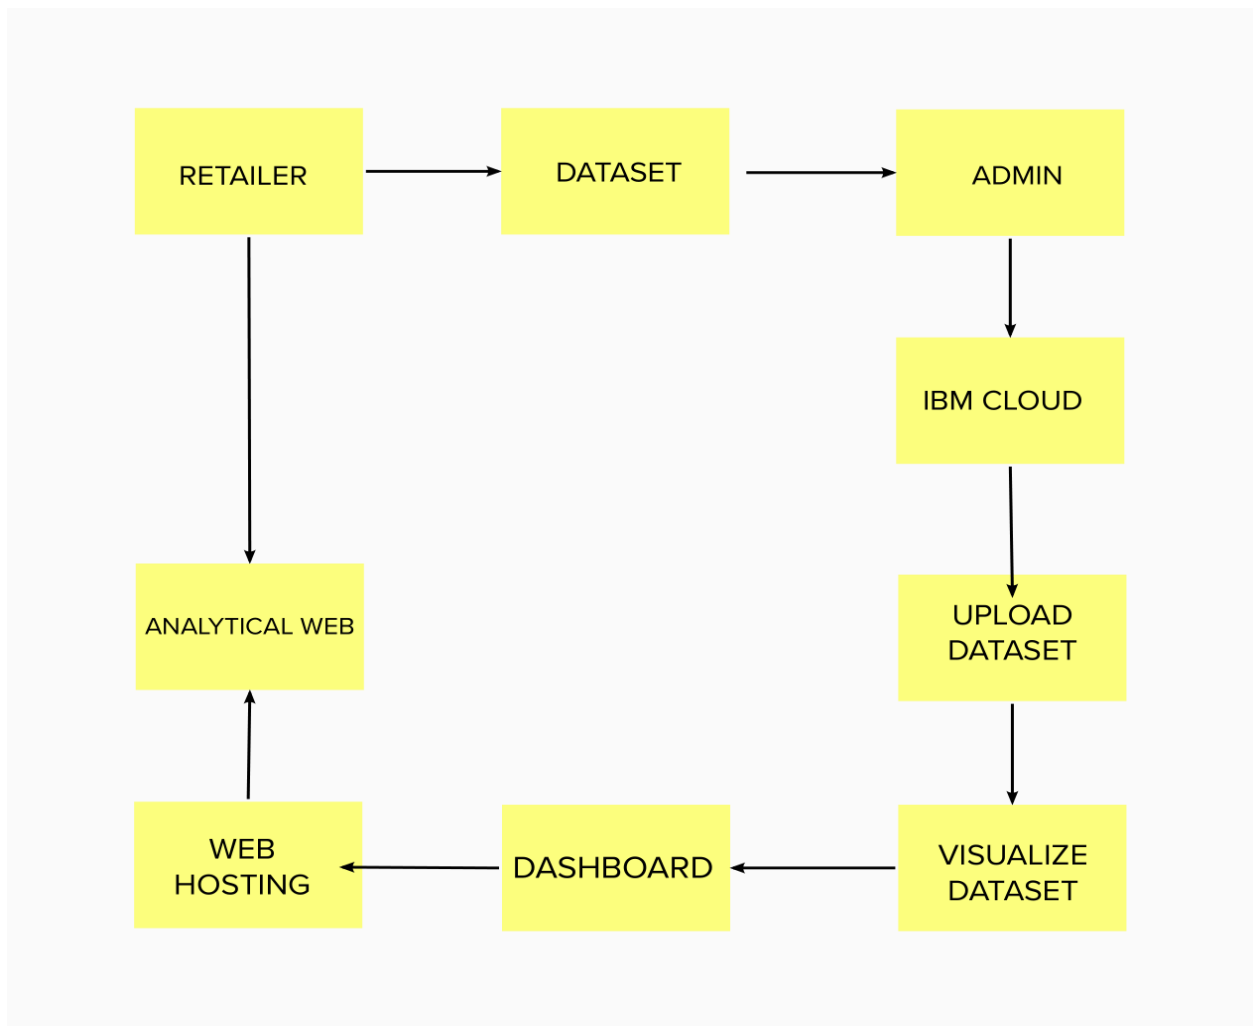 RETAILER
DATASET
ADMIN
IBM CLOUD
ANALYTICAL WEB
UPLOAD
DATASET
WEB
HOSTING
DASHBOARD
VISUALIZE
DATASET